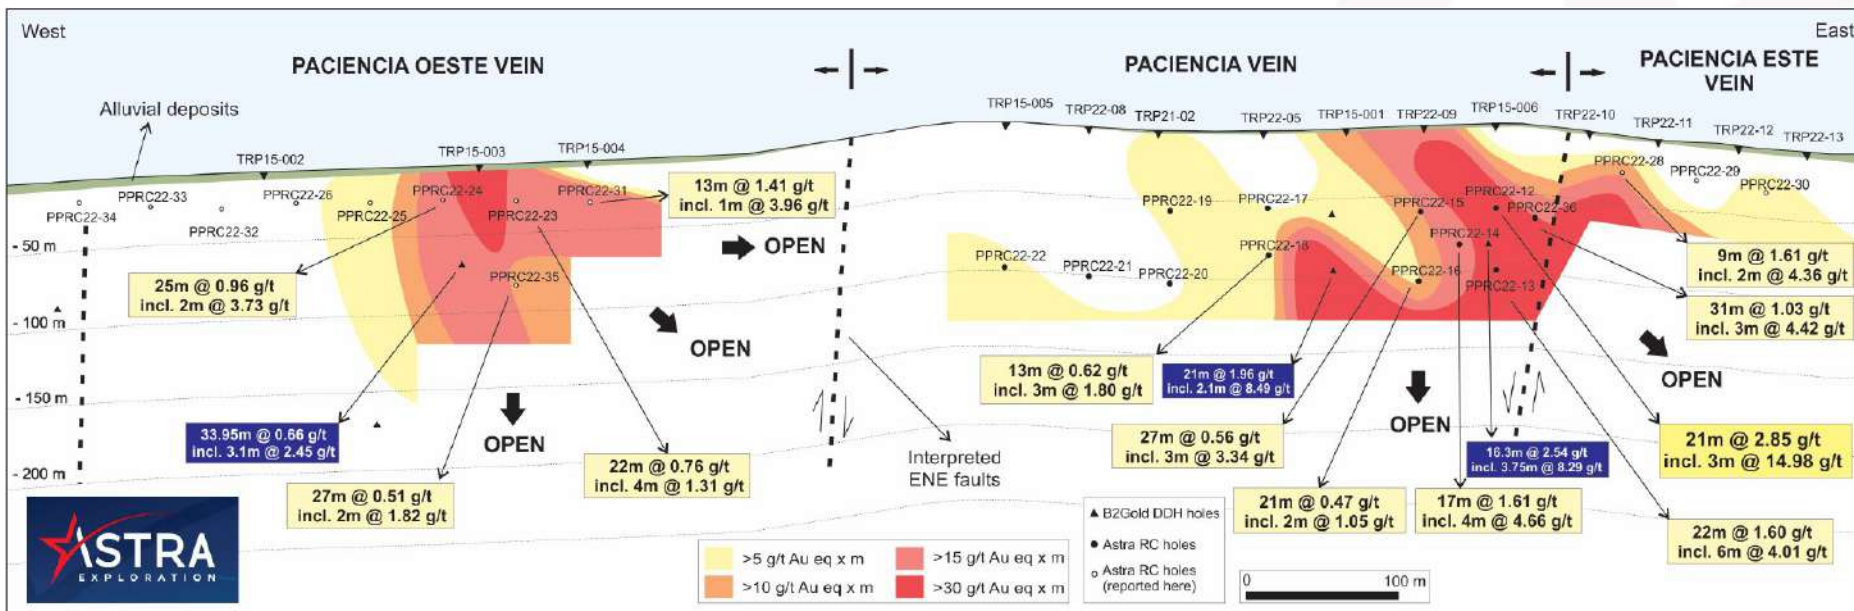 West
East
PACIENCIA OESTE VEIN
PACIENCIA VEIN
PACIENCIA ESTE
VEIN
Alluvial deposits
TRP15-002
TRP15-003
TRP15-004
TRP15-005
TRP22-08
TRP21-02
TRP22-05
TRP15-001
TRP22-09
TRP15-006
TRP22-10
TRP22-11
TRP22-12
TRP22-13
PPRC22-34
PPRC22-33
PPRC22-32
PPRC22-26
PPRC22-25
PPRC22-24
PPRC22-23
PPRC22-31
PPRC22-35
PPRC22-22
PPRC22-21
PPRC22-19
PPRC22-20
PPRC22-17
PPRC22-18
PPRC22-15
PPRC22-16
PPRC22-12
PPRC22-36
PPRC22-14
PPRC22-13
PPRC22-28
PPRC22-29
PPRC22-30
- 50 m
- 100 m
- 150 m
- 200 m
13m @ 1.41 g/t
incl. 1m @ 3.96 g/t
OPEN
25m @ 0.96 g/t
incl. 2m @ 3.73 g/t
OPEN
33.95m @ 0.66 g/t
incl. 3.1m @ 2.45 g/t
OPEN
27m @ 0.51 g/t
incl. 2m @ 1.82 g/t
22m @ 0.76 g/t
incl. 4m @ 1.31 g/t
Interpreted
ENE faults
13m @ 0.62 g/t
incl. 3m @ 1.80 g/t
21m @ 1.96 g/t
incl. 2.1m @ 8.49 g/t
27m @ 0.56 g/t
incl. 3m @ 3.34 g/t
21m @ 0.47 g/t
incl. 2m @ 1.05 g/t
OPEN
17m @ 1.61 g/t
incl. 4m @ 4.66 g/t
16.3m @ 2.54 g/t
incl. 3.75m @ 8.29 g/t
9m @ 1.61 g/t
incl. 2m @ 4.36 g/t
31m @ 1.03 g/t
incl. 3m @ 4.42 g/t
OPEN
21m @ 2.85 g/t
incl. 3m @ 14.98 g/t
22m @ 1.60 g/t
incl. 6m @ 4.01 g/t
ASTRA
EXPLORATION
>5 g/t Au eq x m
>10 g/t Au eq x m
>15 g/t Au eq x m
>30 g/t Au eq x m
B2Gold DDH holes
Astra RC holes
Astra RC holes
(reported here)
0
100 m